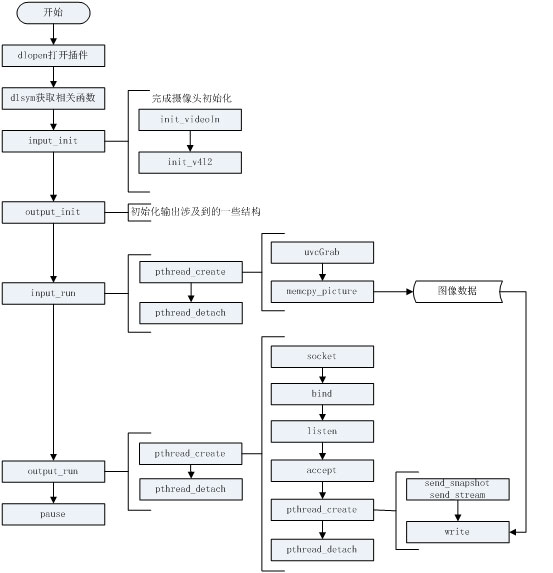 开始
dlopen打开插件
dlsym获取相关函数
input_init
完成摄像头初始化
init_videoIn
init_v4l2
output_init
初始化输出涉及到的一些结构
input_run
pthread_create
pthread_detach
uvcGrab
memcpy_picture
图像数据
output_run
pthread_create
pthread_detach
socket
bind
listen
accept
pthread_create
pthread_detach
send_snapshot
send_stream
write
pause